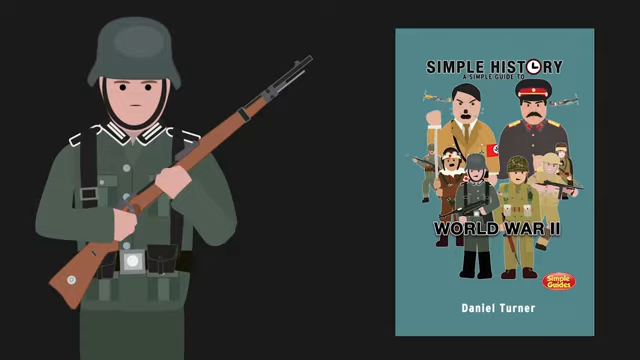 SIMPLE HISTORY
A SIMPLE GUIDE TO
WORLD WAR II
Simple
Guides
Daniel Turner